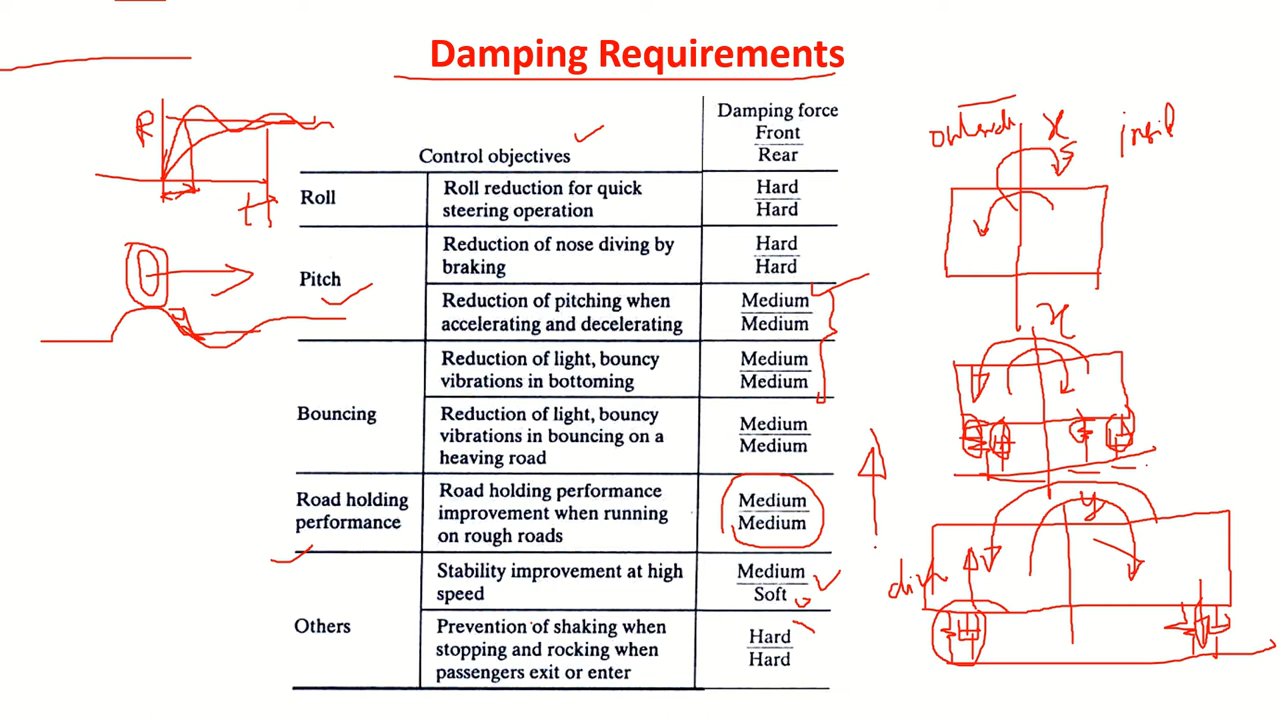 Damping Requirements
Control objectives
Damping force
Front
Rear
Roll
Roll reduction for quick
steering operation
Hard
Hard
Pitch
Reduction of nose diving by
braking
Hard
Hard
Reduction of pitching when
accelerating and decelerating
Medium
Medium
Bouncing
Reduction of light, bouncy
vibrations in bottoming
Medium
Medium
Reduction of light, bouncy
vibrations in bouncing on a
heaving road
Medium
Medium
Road holding
performance
Road holding performance
improvement when running
on rough roads
Medium
Medium
Others
Stability improvement at high
speed
Medium
Soft
Prevention of shaking when
stopping and rocking when
passengers exit or enter
Hard
Hard
R
x
x
y